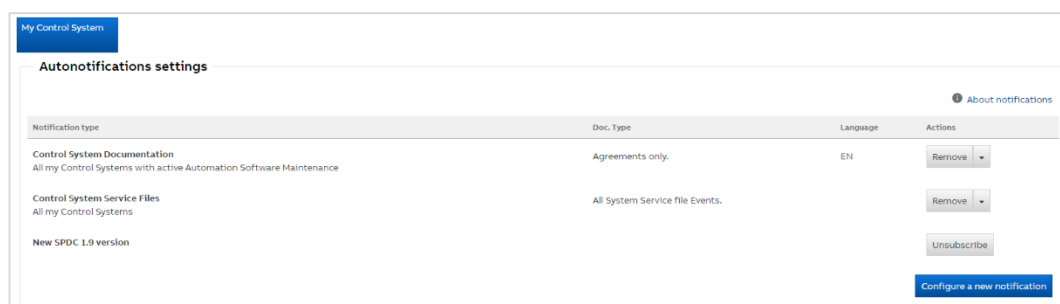 My Control System
Autonotifications settings
About notifications
Notification type Doc. Type Language Actions
Control System Documentation
All my Control Systems with active Automation Software Maintenance
Agreements only. EN Remove
Control System Service Files
All my Control Systems
All System Service file Events. Remove
New SPDC 1.9 version Unsubscribe
Configure a new notification